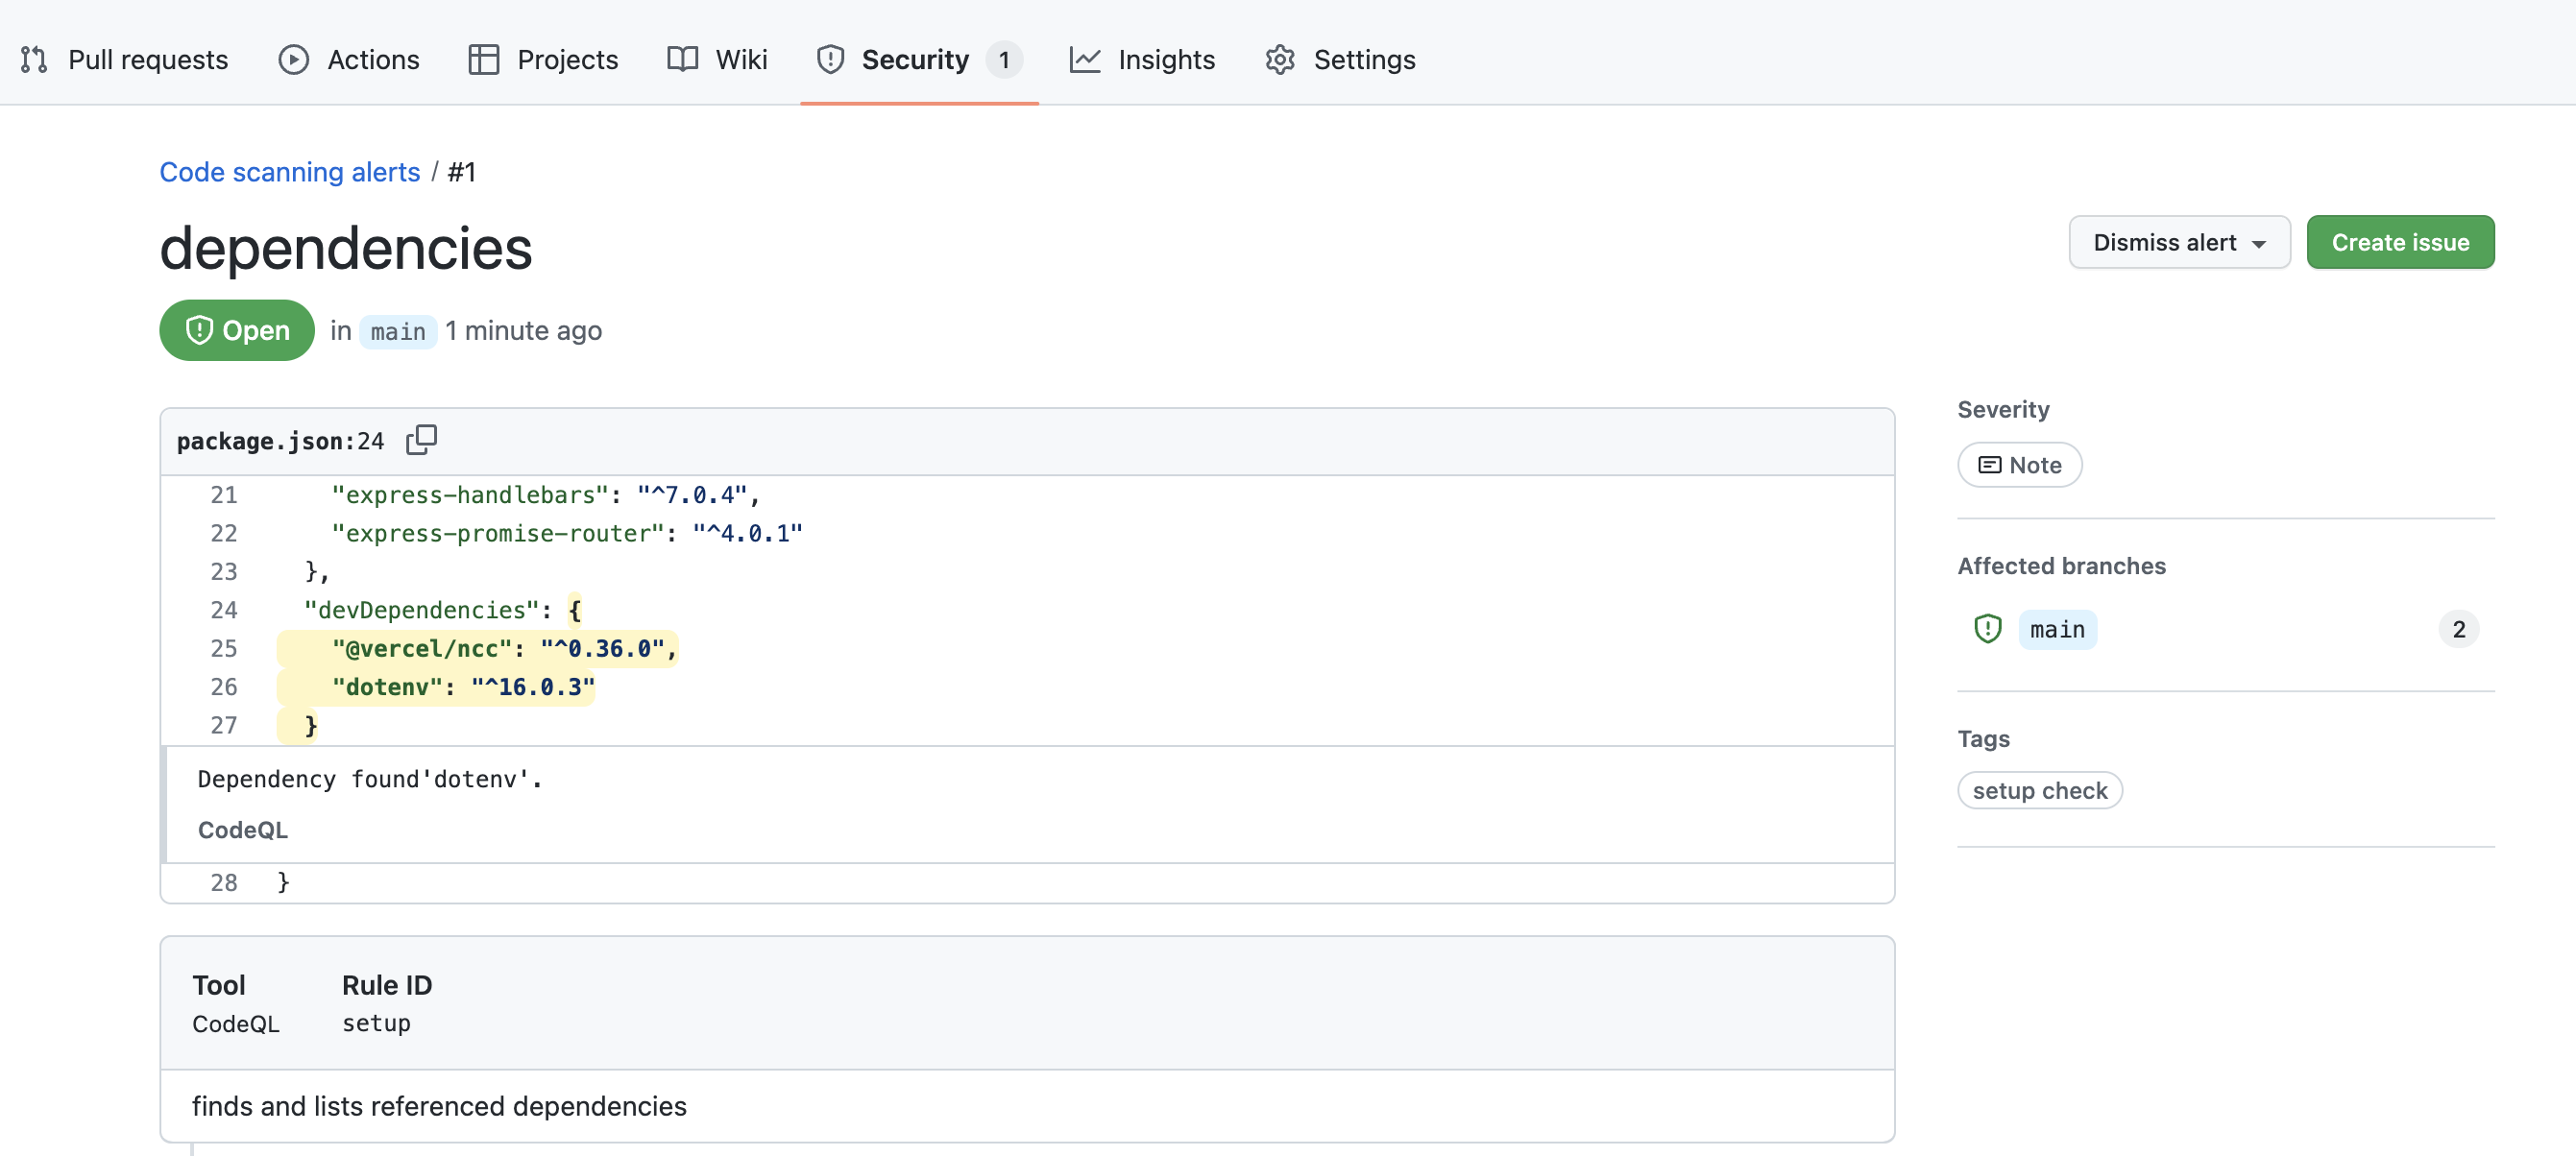 Pull requests Actions Projects Wiki Security 1 Insights Settings
Code scanning alerts / #1
dependencies
Dismiss alert Create issue
Open in main 1 minute ago
package.json:24
21 "express-handlebars": "^7.0.4",
22 "express-promise-router": "^4.0.1"
23 },
24 "devDependencies": {
25 "@vercel/ncc": "^0.36.0",
26 "dotenv": "^16.0.3"
27 }
Dependency found'dotenv'.
CodeQL
28 }
Tool Rule ID
CodeQL setup
finds and lists referenced dependencies
Severity
Note
Affected branches
main 2
Tags
setup check